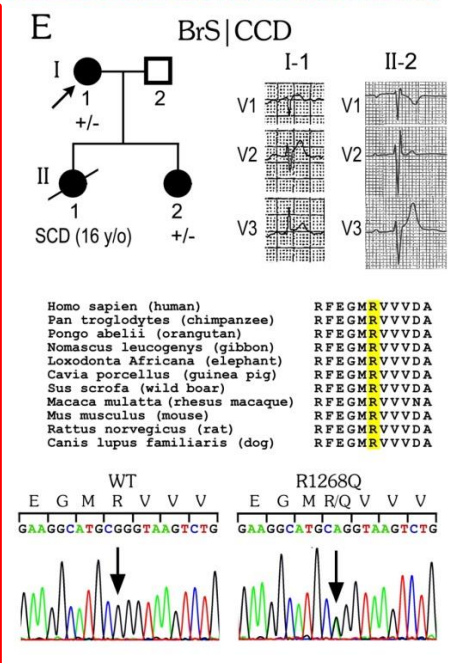 E
BrS|CCD
I
1
2
+/-
II
1
2
SCD (16 y/o)
+/-
I-1
II-2
V1
V1
V2
V2
V3
V3
Homo sapien (human) RFEGMRVVVDA
Pan troglodytes (chimpanzee) RFEGMRVVVDA
Pongo abelii (orangutan) RFEGMRVVVDA
Nomascus leucogenys (gibbon) RFEGMRVVVDA
Loxodonta Africana (elephant) RFEGMRVVVDA
Cavia porcellus (guinea pig) RFEGMRVVVDA
Sus scrofa (wild boar) RFEGMRVVVDA
Macaca mulatta (rhesus macaque) RFEGMRVVVNA
Mus musculus (mouse) RFEGMRVVVDA
Rattus norvegicus (rat) RFEGMRVVVDA
Canis lupus familiaris (dog) RFEGMRVVVDA
WT
E G M R V V V
GAAGGCATGCGGGTAAGTCTG
R1268Q
E G M R/Q V V V
GAAGGCATGCAGGTAAGTCTG